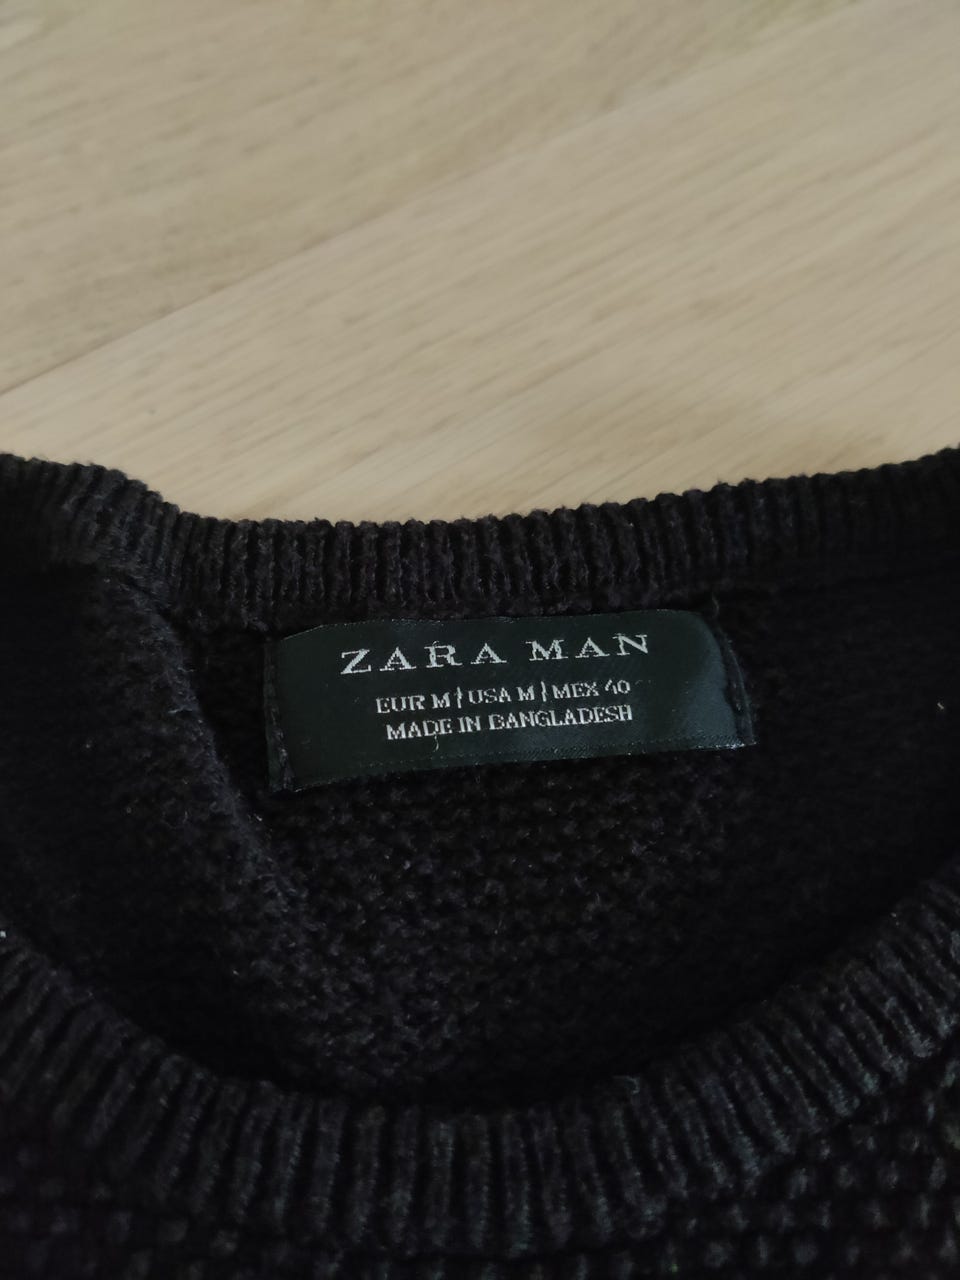 ZARA MAN
EUR M | USA M | MEX 40
MADE IN BANGLADESH